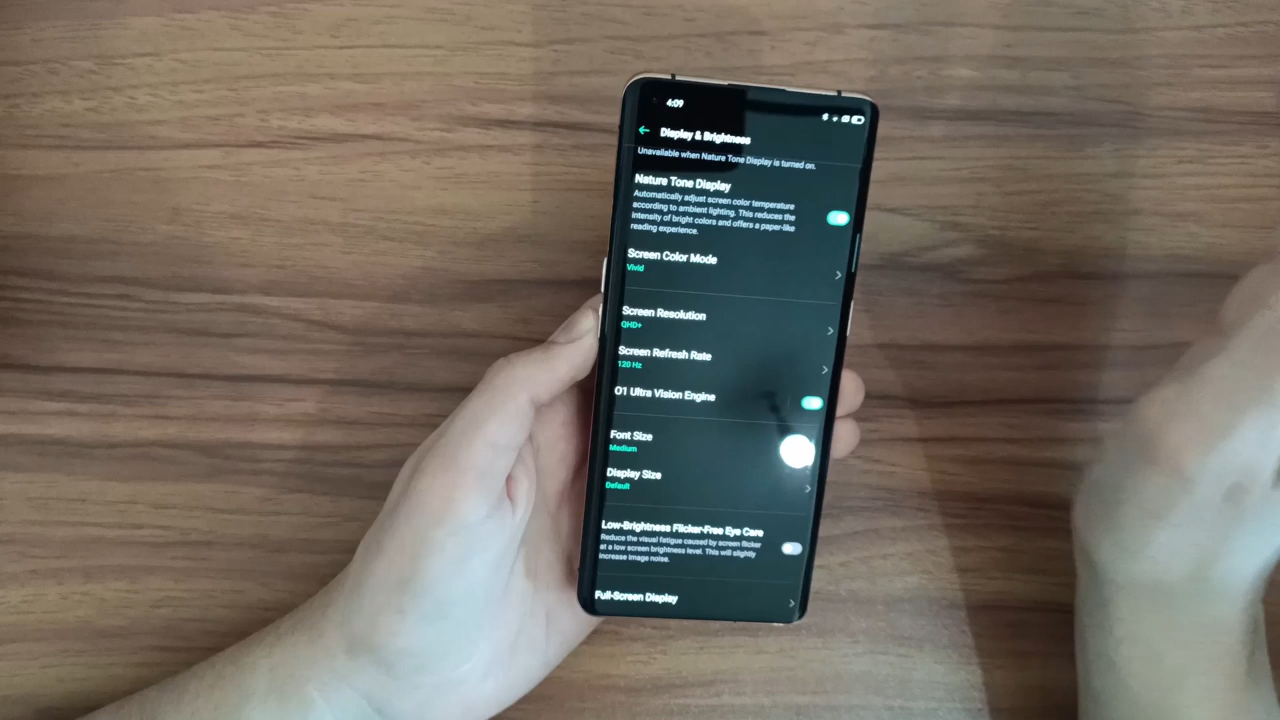 4:09
Display & Brightness
Unavailable when Nature Tone Display is turned on.
Nature Tone Display
Automatically adjust screen color temperature
according to ambient lighting. This reduces the
intensity of bright colors and offers a paper-like
reading experience.
Screen Color Mode
Vivid
Screen Resolution
QHD+
Screen Refresh Rate
120 Hz
O1 Ultra Vision Engine
Font Size
Medium
Display Size
Default
Low-Brightness Flicker-Free Eye Care
Reduce the visual fatigue caused by screen flicker
at a low screen brightness level. This will slightly
increase image noise.
Full-Screen Display